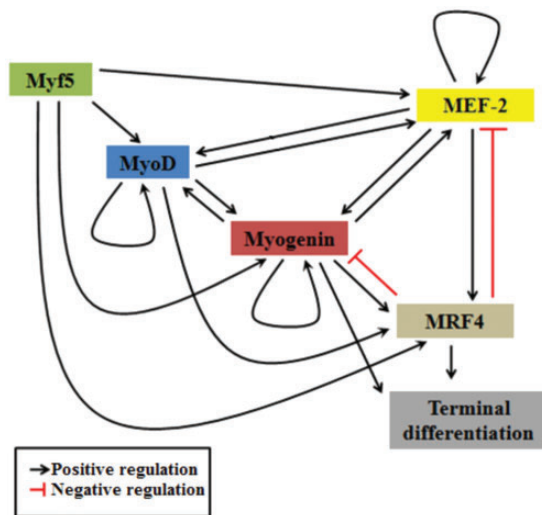 Myf5
MEF-2
MyoD
Myogenin
MRF4
Terminal
differentiation
Positive regulation
Negative regulation